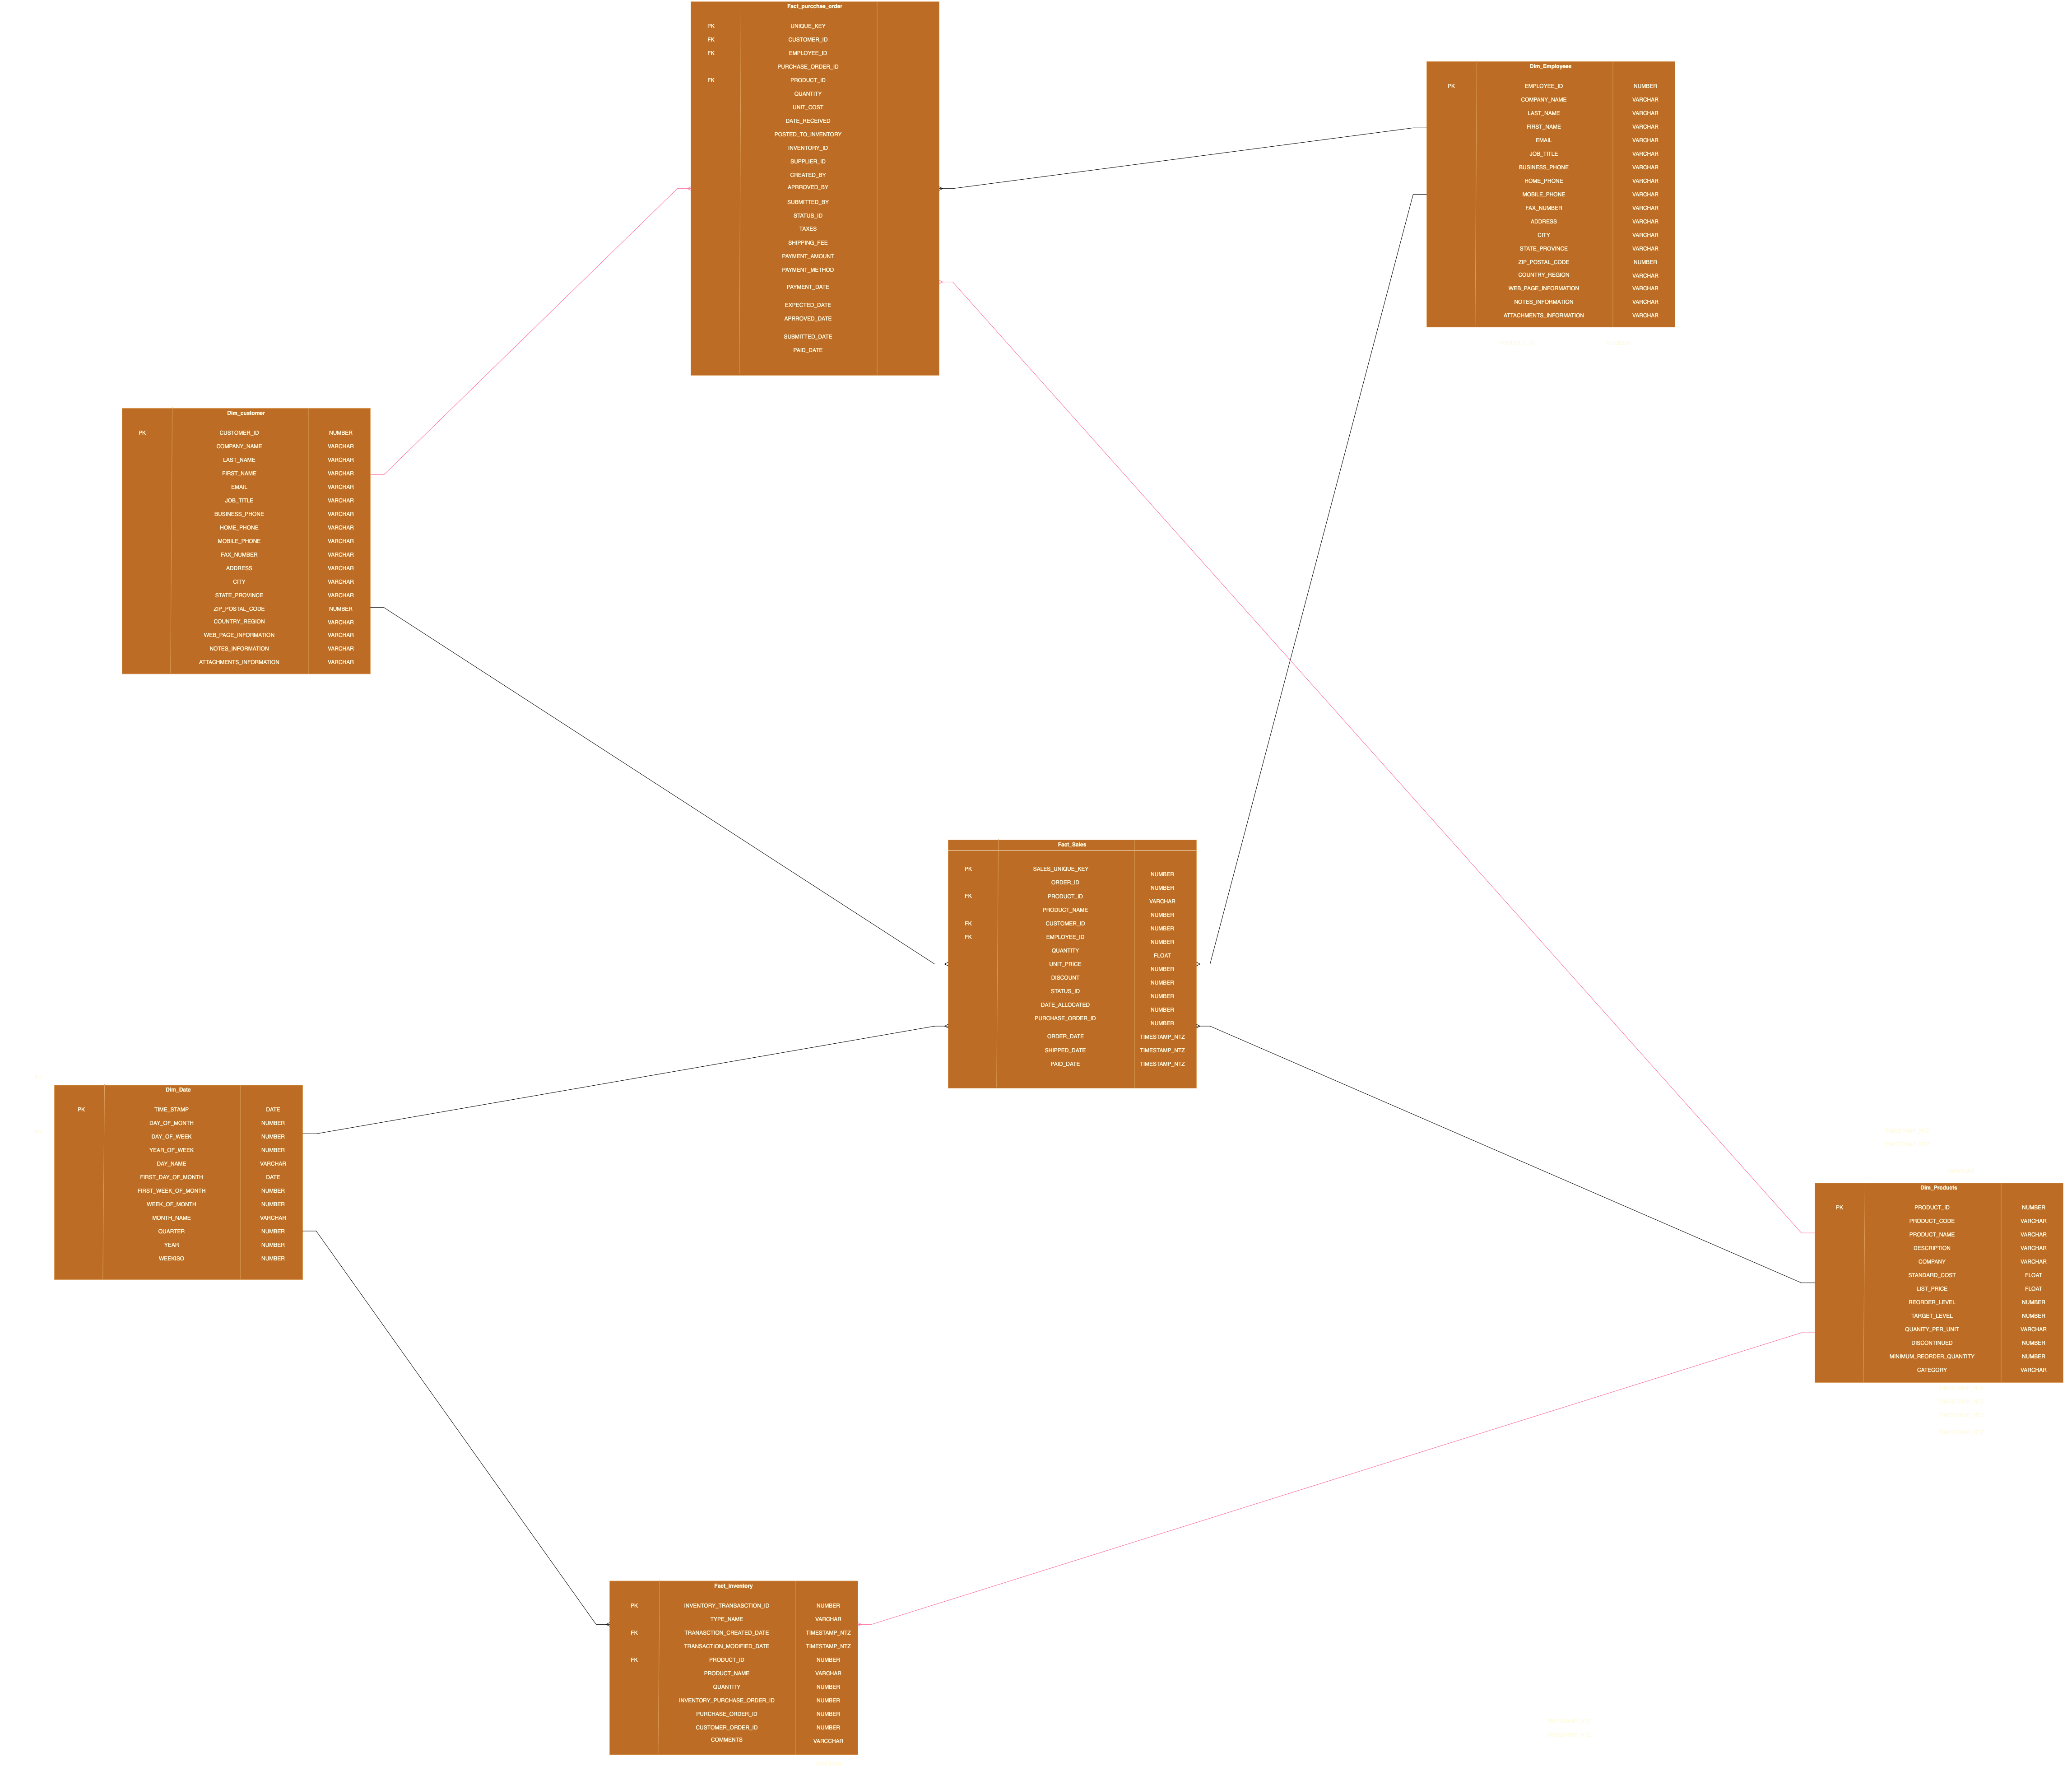 Fact_purcchae_order
PK UNIQUE_KEY
FK CUSTOMER_ID
FK EMPLOYEE_ID
PURCHASE_ORDER_ID
FK PRODUCT_ID
QUANTITY
UNIT_COST
DATE_RECEIVED
POSTED_TO_INVENTORY
INVENTORY_ID
SUPPLIER_ID
CREATED_BY
APRROVED_BY
SUBMITTED_BY
STATUS_ID
TAXES
SHIPPING_FEE
PAYMENT_AMOUNT
PAYMENT_METHOD
PAYMENT_DATE
EXPECTED_DATE
APRROVED_DATE
SUBMITTED_DATE
PAID_DATE
Dim_Employees
PK EMPLOYEE_ID NUMBER
COMPANY_NAME VARCHAR
LAST_NAME VARCHAR
FIRST_NAME VARCHAR
EMAIL VARCHAR
JOB_TITLE VARCHAR
BUSINESS_PHONE VARCHAR
HOME_PHONE VARCHAR
MOBILE_PHONE VARCHAR
FAX_NUMBER VARCHAR
ADDRESS VARCHAR
CITY VARCHAR
STATE_PROVINCE VARCHAR
ZIP_POSTAL_CODE NUMBER
COUNTRY_REGION VARCHAR
WEB_PAGE_INFORMATION VARCHAR
NOTES_INFORMATION VARCHAR
ATTACHMENTS_INFORMATION VARCHAR
Dim_customer
PK CUSTOMER_ID NUMBER
COMPANY_NAME VARCHAR
LAST_NAME VARCHAR
FIRST_NAME VARCHAR
EMAIL VARCHAR
JOB_TITLE VARCHAR
BUSINESS_PHONE VARCHAR
HOME_PHONE VARCHAR
MOBILE_PHONE VARCHAR
FAX_NUMBER VARCHAR
ADDRESS VARCHAR
CITY VARCHAR
STATE_PROVINCE VARCHAR
ZIP_POSTAL_CODE NUMBER
COUNTRY_REGION VARCHAR
WEB_PAGE_INFORMATION VARCHAR
NOTES_INFORMATION VARCHAR
ATTACHMENTS_INFORMATION VARCHAR
Fact_Sales
PK SALES_UNIQUE_KEY NUMBER
ORDER_ID NUMBER
FK PRODUCT_ID VARCHAR
PRODUCT_NAME NUMBER
FK CUSTOMER_ID NUMBER
FK EMPLOYEE_ID NUMBER
QUANTITY FLOAT
UNIT_PRICE NUMBER
DISCOUNT NUMBER
STATUS_ID NUMBER
DATE_ALLOCATED NUMBER
PURCHASE_ORDER_ID NUMBER
ORDER_DATE TIMESTAMP_NTZ
SHIPPED_DATE TIMESTAMP_NTZ
PAID_DATE TIMESTAMP_NTZ
Dim_Date
PK TIME_STAMP DATE
DAY_OF_MONTH NUMBER
DAY_OF_WEEK NUMBER
YEAR_OF_WEEK NUMBER
DAY_NAME VARCHAR
FIRST_DAY_OF_MONTH DATE
FIRST_WEEK_OF_MONTH NUMBER
WEEK_OF_MONTH NUMBER
MONTH_NAME VARCHAR
QUARTER NUMBER
YEAR NUMBER
WEEKISO NUMBER
Dim_Products
PK PRODUCT_ID NUMBER
PRODUCT_CODE VARCHAR
PRODUCT_NAME VARCHAR
DESCRIPTION VARCHAR
COMPANY VARCHAR
STANDARD_COST FLOAT
LIST_PRICE FLOAT
REORDER_LEVEL NUMBER
TARGET_LEVEL NUMBER
QUANITY_PER_UNIT VARCHAR
DISCONTINUED NUMBER
MINIMUM_REORDER_QUANTITY NUMBER
CATEGORY VARCHAR
Fact_inventory
PK INVENTORY_TRANSASCTION_ID NUMBER
TYPE_NAME VARCHAR
FK TRANASCTION_CREATED_DATE TIMESTAMP_NTZ
TRANSACTION_MODIFIED_DATE TIMESTAMP_NTZ
FK PRODUCT_ID NUMBER
PRODUCT_NAME VARCHAR
QUANTITY NUMBER
INVENTORY_PURCHASE_ORDER_ID NUMBER
PURCHASE_ORDER_ID NUMBER
CUSTOMER_ORDER_ID NUMBER
COMMENTS VARCCHAR